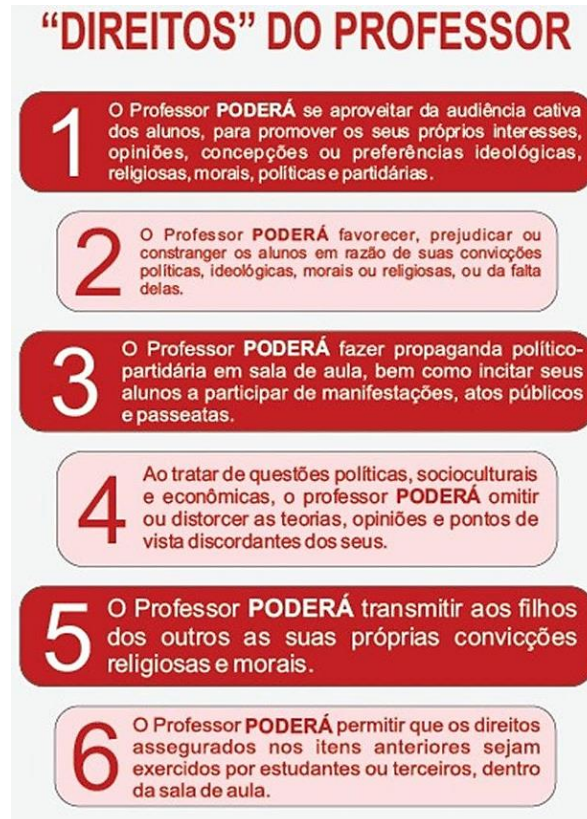 “DIREITOS” DO PROFESSOR
1
O Professor PODERÁ se aproveitar da audiência cativa
dos alunos, para promover os seus próprios interesses,
opiniões, concepções ou preferências ideológicas,
religiosas, morais, políticas e partidárias.
2
O Professor PODERÁ favorecer, prejudicar ou
constranger os alunos em razão de suas convicções
políticas, ideológicas, morais ou religiosas, ou da falta
delas.
3
O Professor PODERÁ fazer propaganda político-
partidária em sala de aula, bem como incitar seus
alunos a participar de manifestações, atos públicos
e passeatas.
4
Ao tratar de questões políticas, socioculturais
e econômicas, o professor PODERÁ omitir
ou distorcer as teorias, opiniões e pontos de
vista discordantes dos seus.
5
O Professor PODERÁ transmitir aos filhos
dos outros as suas próprias convicções
religiosas e morais.
6
O Professor PODERÁ permitir que os direitos
assegurados nos itens anteriores sejam
exercidos por estudantes ou terceiros, dentro
da sala de aula.